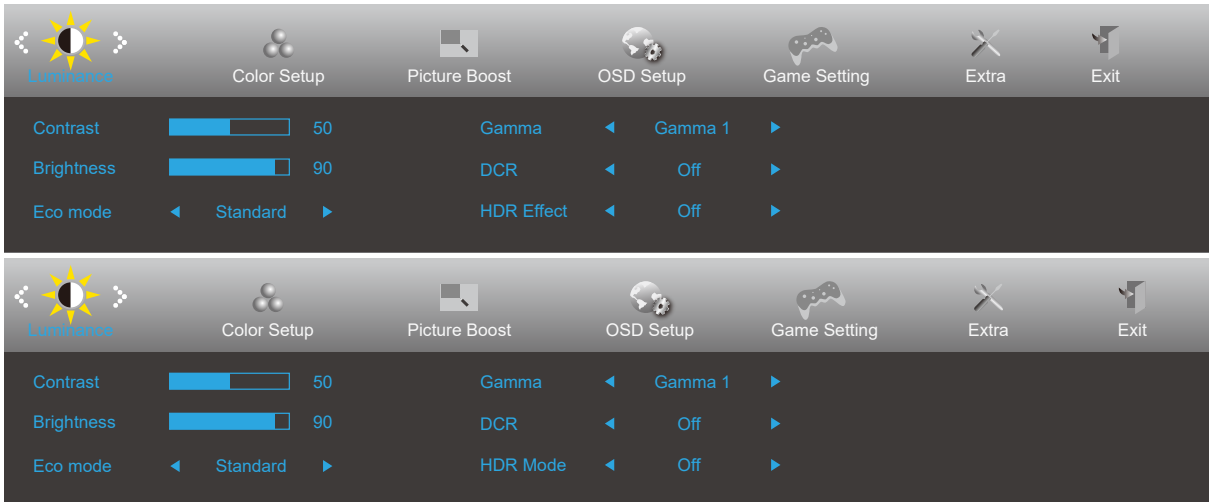 Luminance Color Setup Picture Boost OSD Setup Game Setting Extra Exit
Contrast 50 Gamma Gamma 1
Brightness 90 DCR Off
Eco mode Standard HDR Effect Off
Luminance Color Setup Picture Boost OSD Setup Game Setting Extra Exit
Contrast 50 Gamma Gamma 1
Brightness 90 DCR Off
Eco mode Standard HDR Mode Off